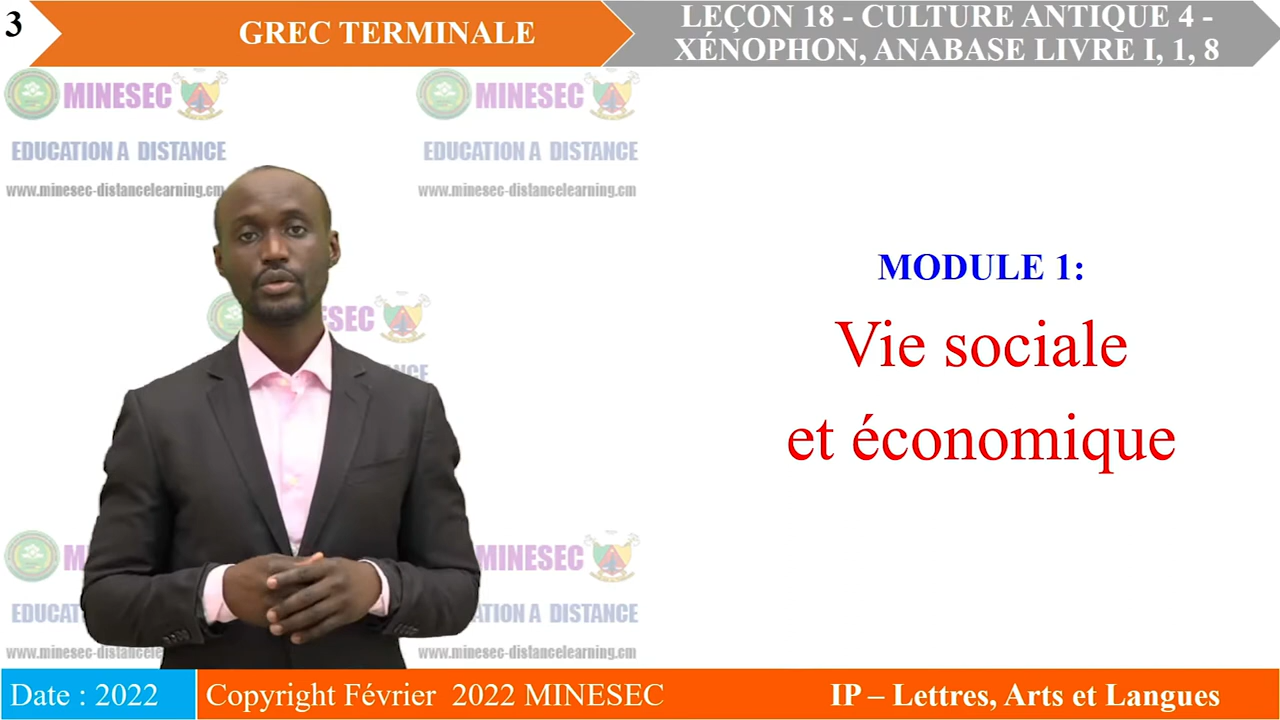 3
GREC TERMINALE
LEÇON 18 - CULTURE ANTIQUE 4 -
XÉNOPHON, ANABASE LIVRE I, 1, 8
MINESEC
EDUCATION A DISTANCE
www.minesec-distancelearning.cm
MINESEC
EDUCATION A DISTANCE
www.minesec-distancelearning.cm
MODULE 1:
Vie sociale
et économique
MINESEC
EDUCATION A DISTANCE
www.minesec-distancelearning.cm
Date : 2022
Copyright Février 2022 MINESEC
IP – Lettres, Arts et Langues